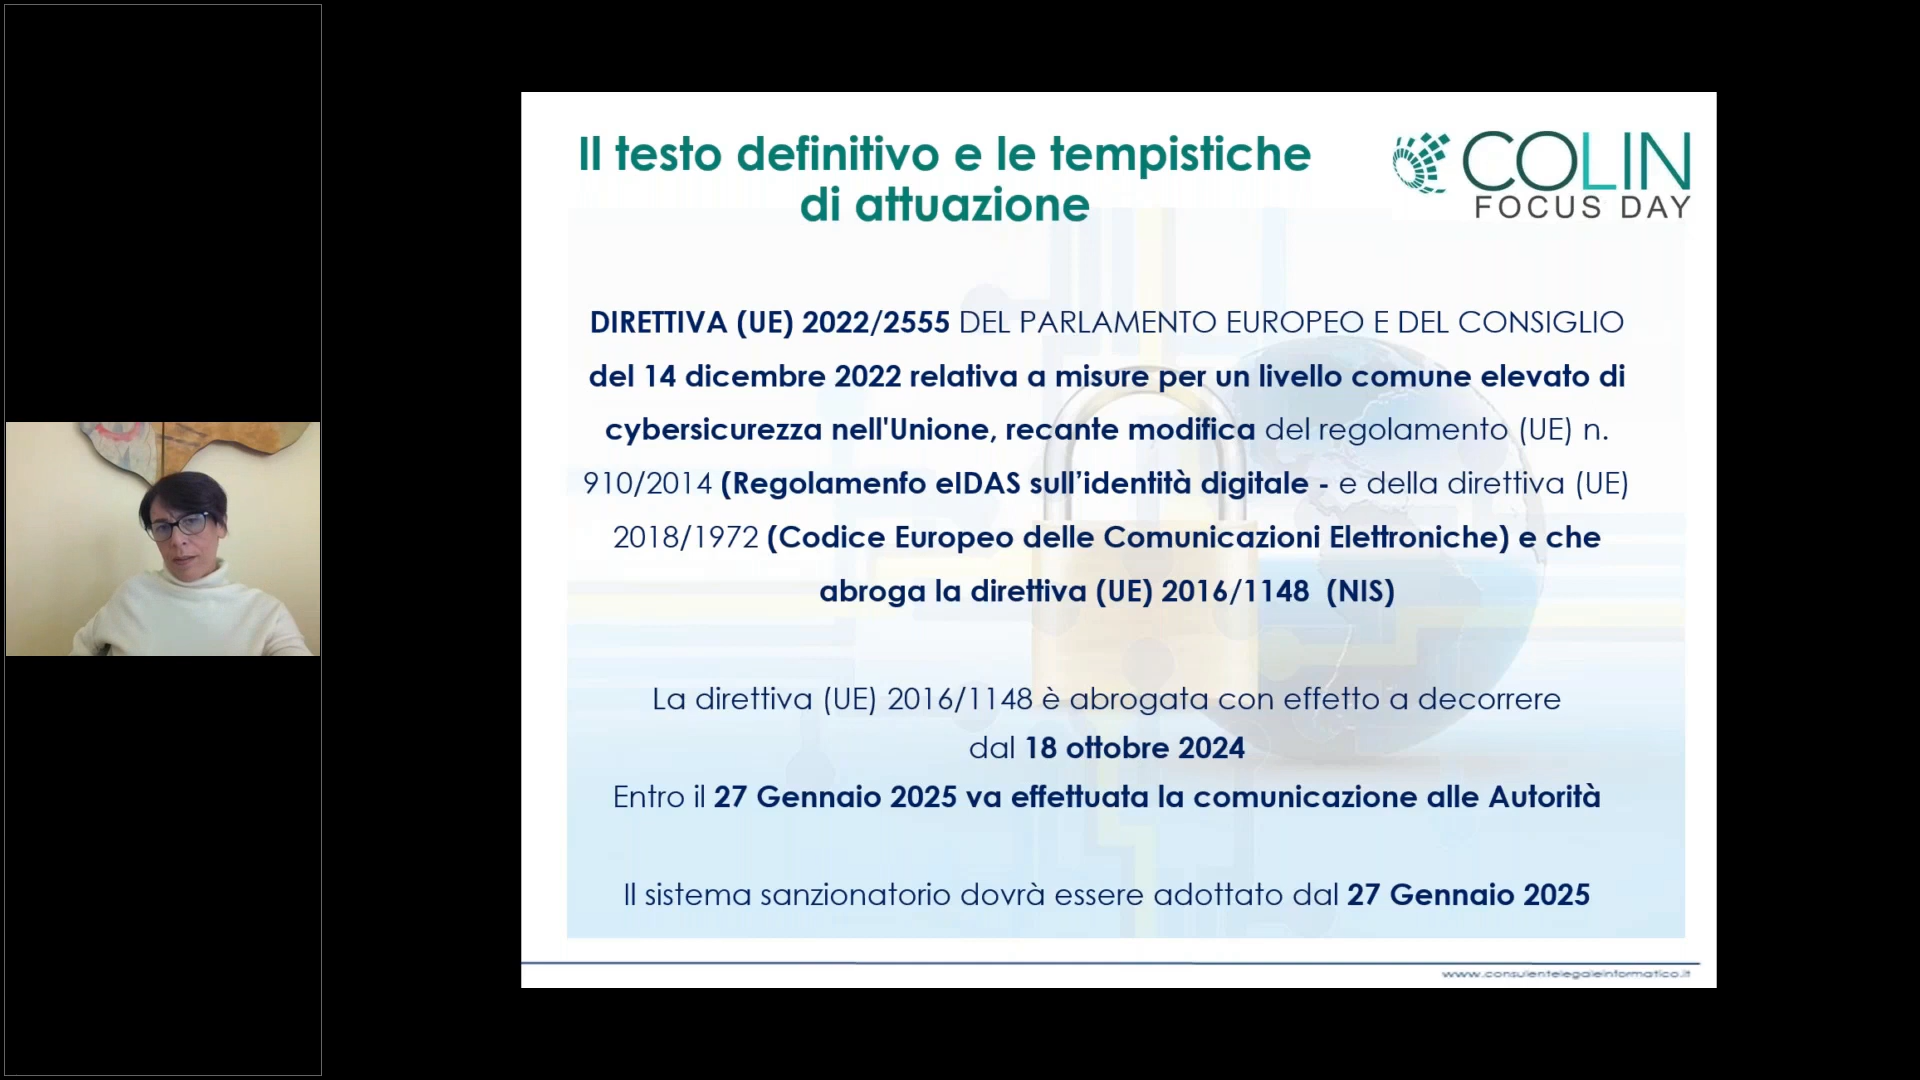 Il testo definitivo e le tempistiche
di attuazione
COLIN
FOCUS DAY
DIRETTIVA (UE) 2022/2555 DEL PARLAMENTO EUROPEO E DEL CONSIGLIO
del 14 dicembre 2022 relativa a misure per un livello comune elevato di
cybersicurezza nell'Unione, recante modifica del regolamento (UE) n.
910/2014 (Regolamenfo eIDAS sull’identità digitale - e della direttiva (UE)
2018/1972 (Codice Europeo delle Comunicazioni Elettroniche) e che
abroga la direttiva (UE) 2016/1148 (NIS)
La direttiva (UE) 2016/1148 è abrogata con effetto a decorrere
dal 18 ottobre 2024
Entro il 27 Gennaio 2025 va effettuata la comunicazione alle Autorità
Il sistema sanzionatorio dovrà essere adottato dal 27 Gennaio 2025
www.consulentelegaleinformatico.it